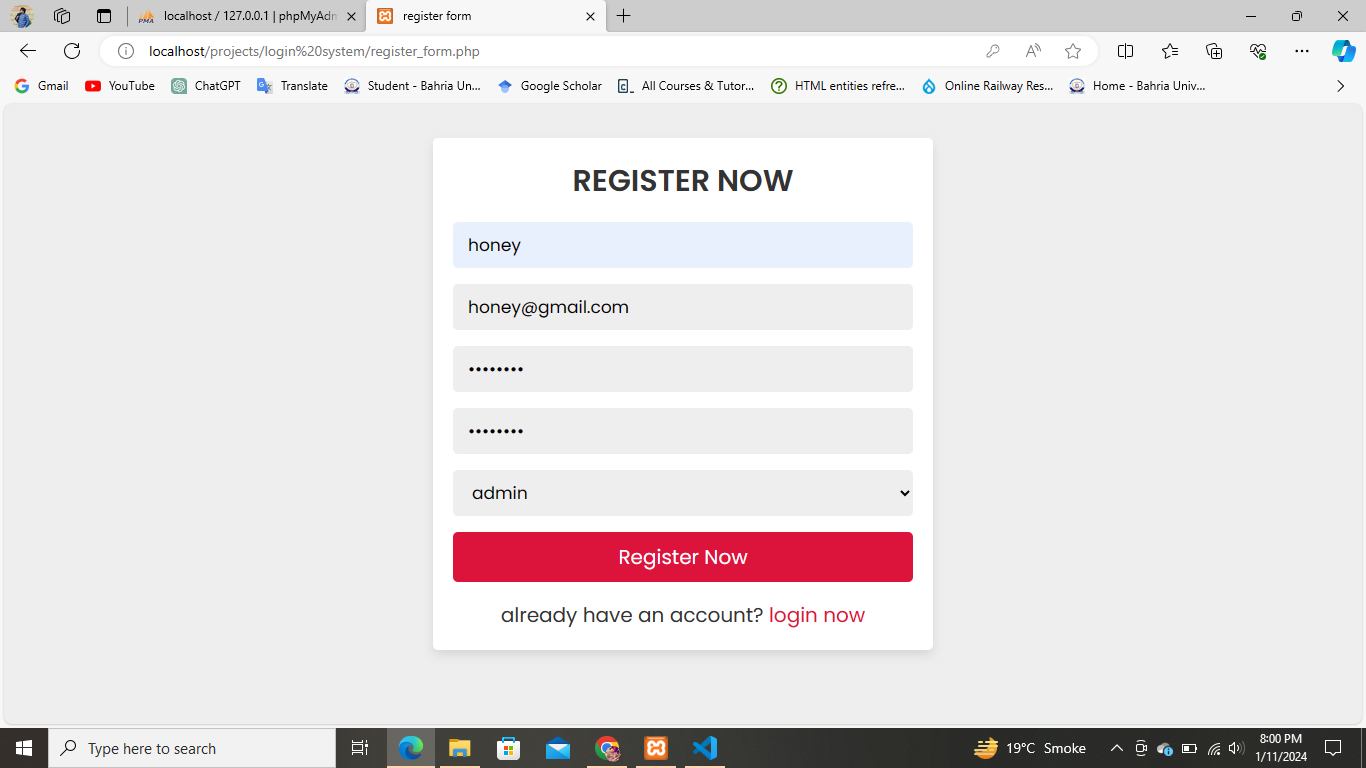 localhost / 127.0.0.1 | phpMyAdm
register form
localhost/projects/login%20system/register_form.php
Gmail
YouTube
ChatGPT
Translate
Student - Bahria Un...
Google Scholar
All Courses & Tutor...
HTML entities refre...
Online Railway Res...
Home - Bahria Univ...
REGISTER NOW
honey
honey@gmail.com
••••••••
••••••••
admin
Register Now
already have an account? login now
Type here to search
19°C Smoke
8:00 PM
1/11/2024